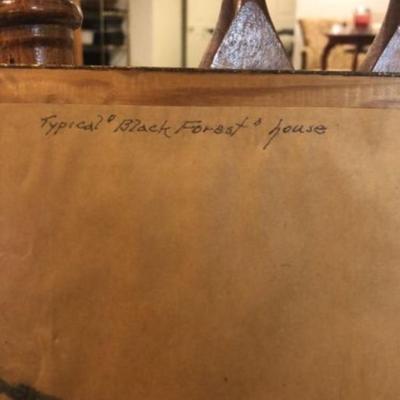 Typical "Black Forest" house